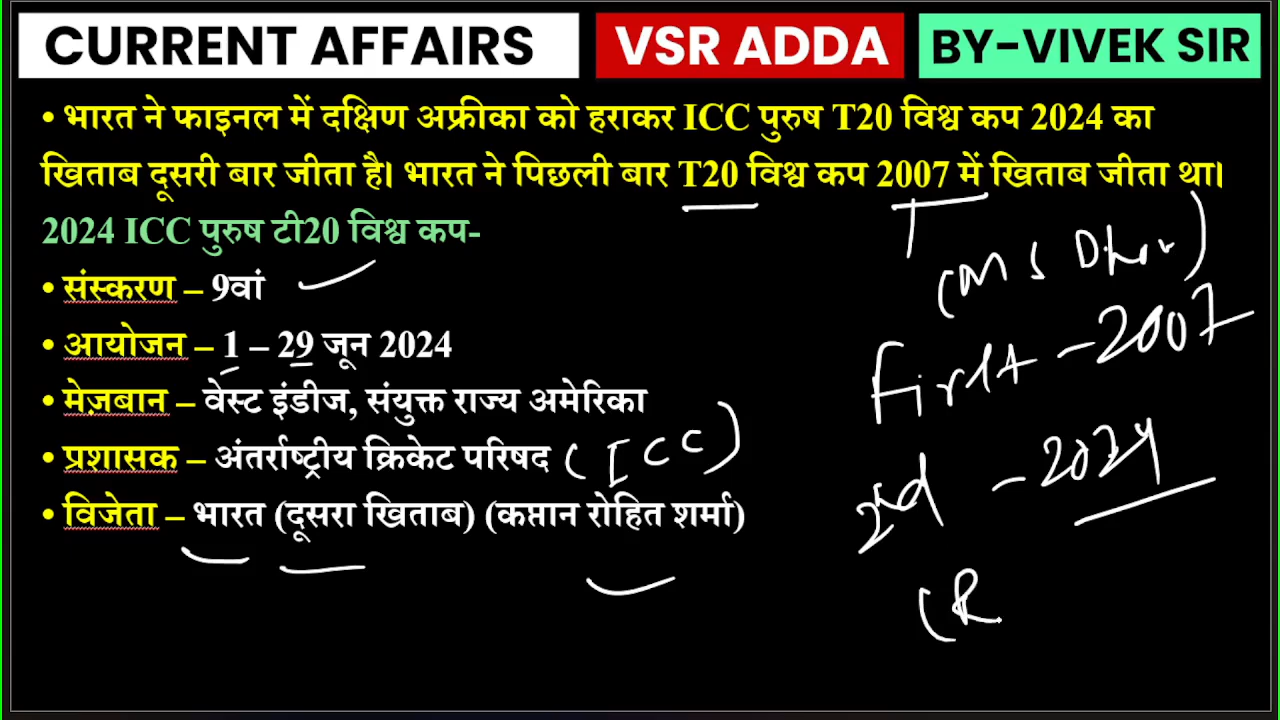 CURRENT AFFAIRS VSR ADDA BY-VIVEK SIR
• भारत ने फाइनल में दक्षिण अफ्रीका को हराकर ICC पुरुष T20 विश्व कप 2024 का
खिताब दूसरी बार जीता है। भारत ने पिछली बार T20 विश्व कप 2007 में खिताब जीता था।
2024 ICC पुरुष टी20 विश्व कप-
• संस्करण – 9वां
(MS Dhoni)
• आयोजन – 1 – 29 जून 2024
First - 2007
• मेज़बान – वेस्ट इंडीज, संयुक्त राज्य अमेरिका
• प्रशासक – अंतर्राष्ट्रीय क्रिकेट परिषद (ICC)
2nd - 2024
• विजेता – भारत (दूसरा खिताब) (कप्तान रोहित शर्मा)
(R